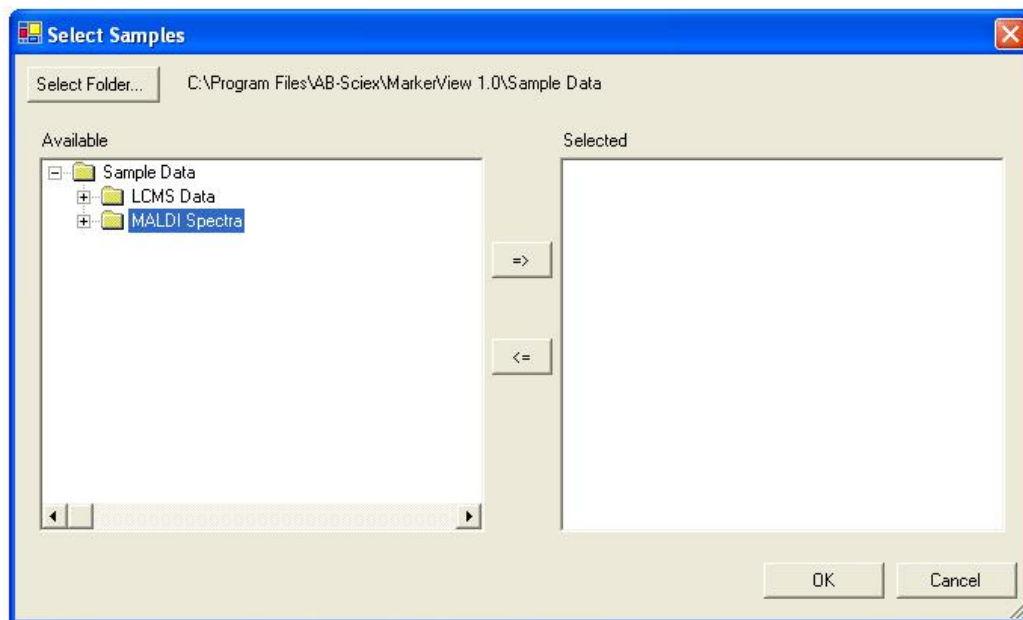 Select Samples
Select Folder...
C:\Program Files\AB-Sciex\MarkerView 1.0\Sample Data
Available
Selected
Sample Data
LCMS Data
MALDI Spectra
=>
<=
OK
Cancel